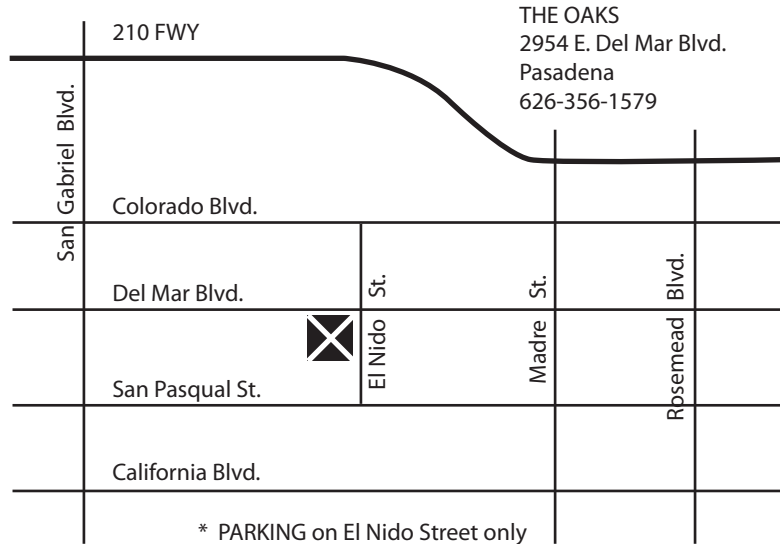 210 FWY
THE OAKS
2954 E. Del Mar Blvd.
Pasadena
626-356-1579
San Gabriel Blvd.
Colorado Blvd.
Del Mar Blvd.
El Nido St.
Madre St.
Rosemead Blvd.
San Pasqual St.
California Blvd.
* PARKING on El Nido Street only